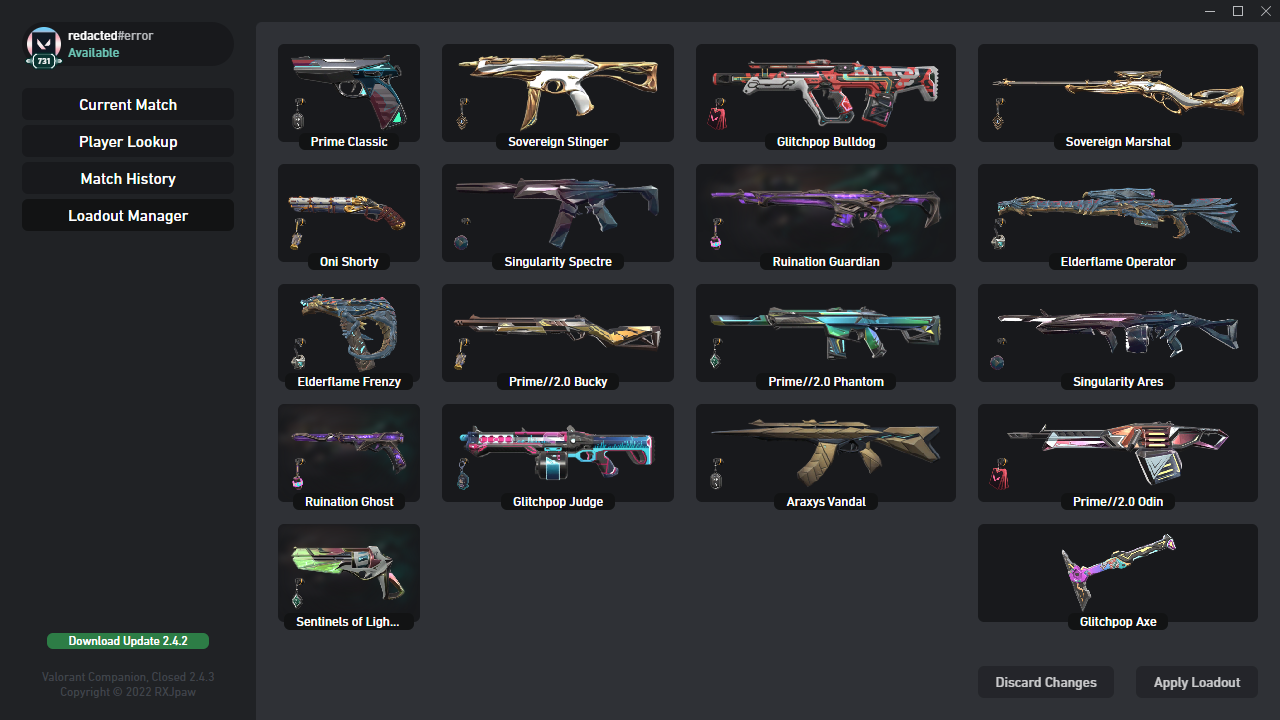 redacted#error
Available
731
Current Match
Player Lookup
Match History
Loadout Manager
Prime Classic
Sovereign Stinger
Glitchpop Bulldog
Sovereign Marshal
Oni Shorty
Singularity Spectre
Ruination Guardian
Elderflame Operator
Elderflame Frenzy
Prime//2.0 Bucky
Prime//2.0 Phantom
Singularity Ares
Ruination Ghost
Glitchpop Judge
Araxys Vandal
Prime//2.0 Odin
Sentinels of Ligh...
Glitchpop Axe
Download Update 2.4.2
Valorant Companion, Closed 2.4.3
Copyright © 2022 RXJpaw
Discard Changes
Apply Loadout